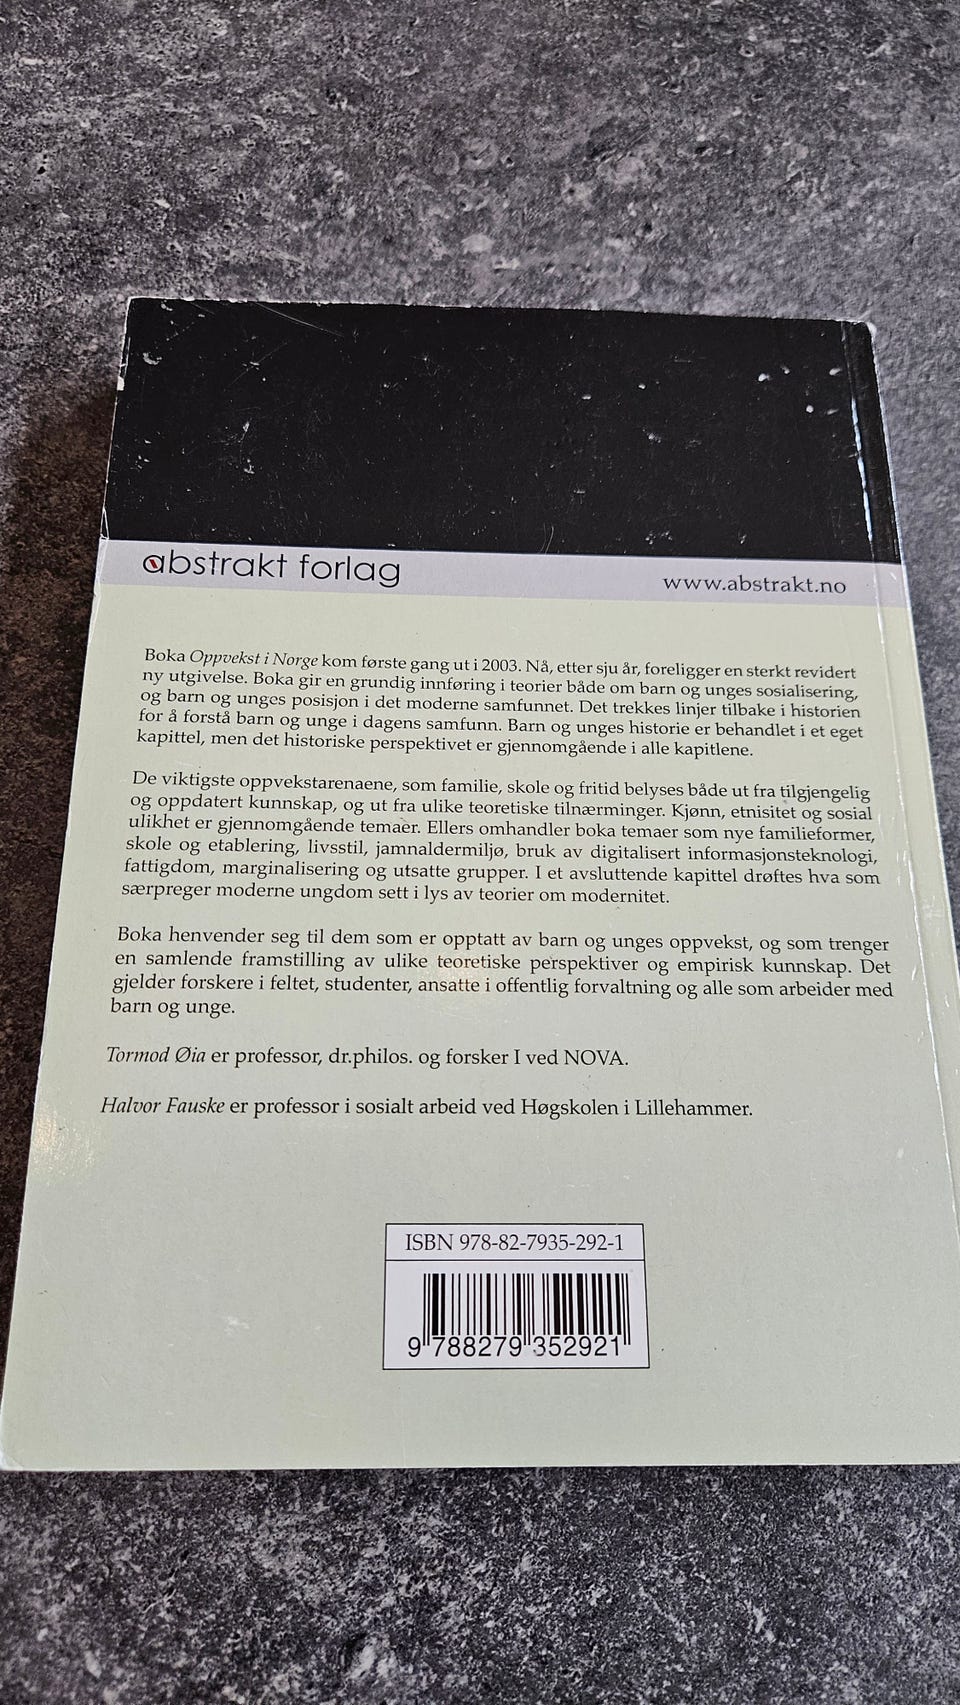 abstrakt forlag
www.abstrakt.no
Boka Oppvekst i Norge kom første gang ut i 2003. Nå, etter sju år, foreligger en sterkt revidert
ny utgivelse. Boka gir en grundig innføring i teorier både om barn og unges sosialisering,
og barn og unges posisjon i det moderne samfunnet. Det trekkes linjer tilbake i historien
for å forstå barn og unge i dagens samfunn. Barn og unges historie er behandlet i et eget
kapittel, men det historiske perspektivet er gjennomgående i alle kapitlene.
De viktigste oppvekstarenaene, som familie, skole og fritid belyses både ut fra tilgjengelig
og oppdatert kunnskap, og ut fra ulike teoretiske tilnærminger. Kjønn, etnisitet og sosial
ulikhet er gjennomgående temaer. Ellers omhandler boka temaer som nye familieformer,
skole og etablering, livsstil, jamnaldermiljø, bruk av digitalisert informasjonsteknologi,
fattigdom, marginalisering og utsatte grupper. I et avsluttende kapittel drøftes hva som
særpreger moderne ungdom sett i lys av teorier om modernitet.
Boka henvender seg til dem som er opptatt av barn og unges oppvekst, og som trenger
en samlende framstilling av ulike teoretiske perspektiver og empirisk kunnskap. Det
gjelder forskere i feltet, studenter, ansatte i offentlig forvaltning og alle som arbeider med
barn og unge.
Tormod Øia er professor, dr.philos. og forsker I ved NOVA.
Halvor Fauske er professor i sosialt arbeid ved Høgskolen i Lillehammer.
ISBN 978-82-7935-292-1
9 788279 352921